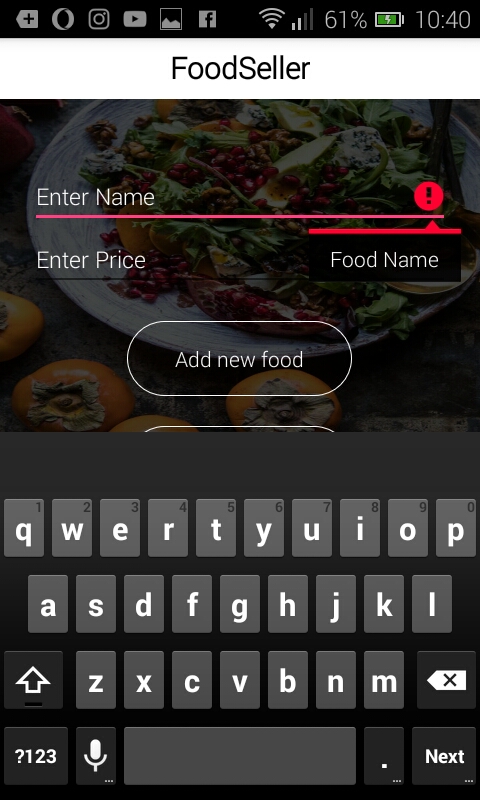 61% 10:40
FoodSeller
Enter Name
Enter Price
Food Name
Add new food
1 2 3 4 5 6 7 8 9 0
q w e r t y u i o p
a s d f g h j k l
z x c v b n m
?123 . Next